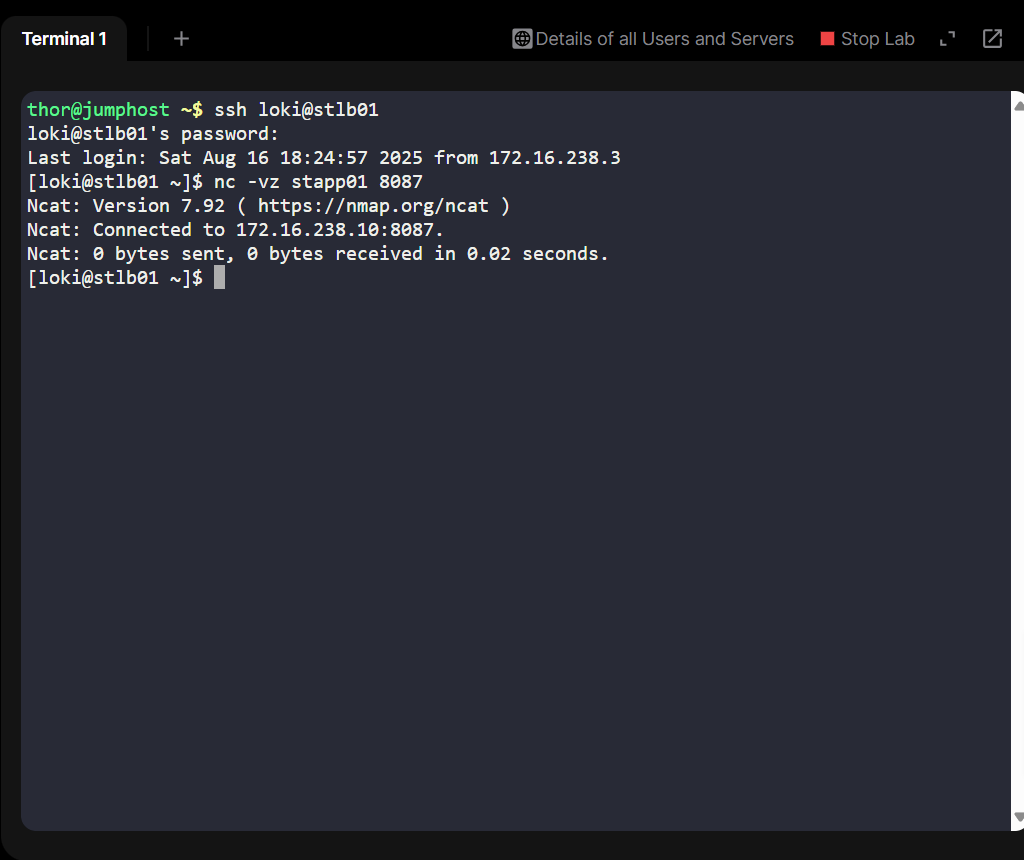 Terminal 1 + Details of all Users and Servers Stop Lab
thor@jumphost ~$ ssh loki@stlb01
loki@stlb01's password:
Last login: Sat Aug 16 18:24:57 2025 from 172.16.238.3
[loki@stlb01 ~]$ nc -vz stapp01 8087
Ncat: Version 7.92 ( https://nmap.org/ncat )
Ncat: Connected to 172.16.238.10:8087.
Ncat: 0 bytes sent, 0 bytes received in 0.02 seconds.
[loki@stlb01 ~]$